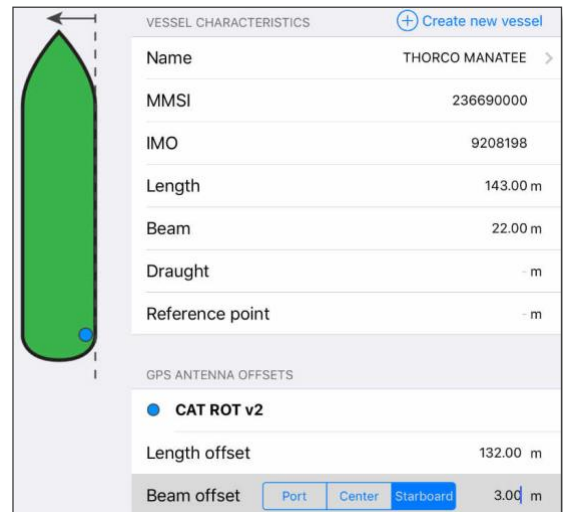 VESSEL CHARACTERISTICS + Create new vessel
Name THORCO MANATEE >
MMSI 236690000
IMO 9208198
Length 143.00 m
Beam 22.00 m
Draught - m
Reference point - m
GPS ANTENNA OFFSETS
CAT ROT v2
Length offset 132.00 m
Beam offset Port Center Starboard 3.00 m